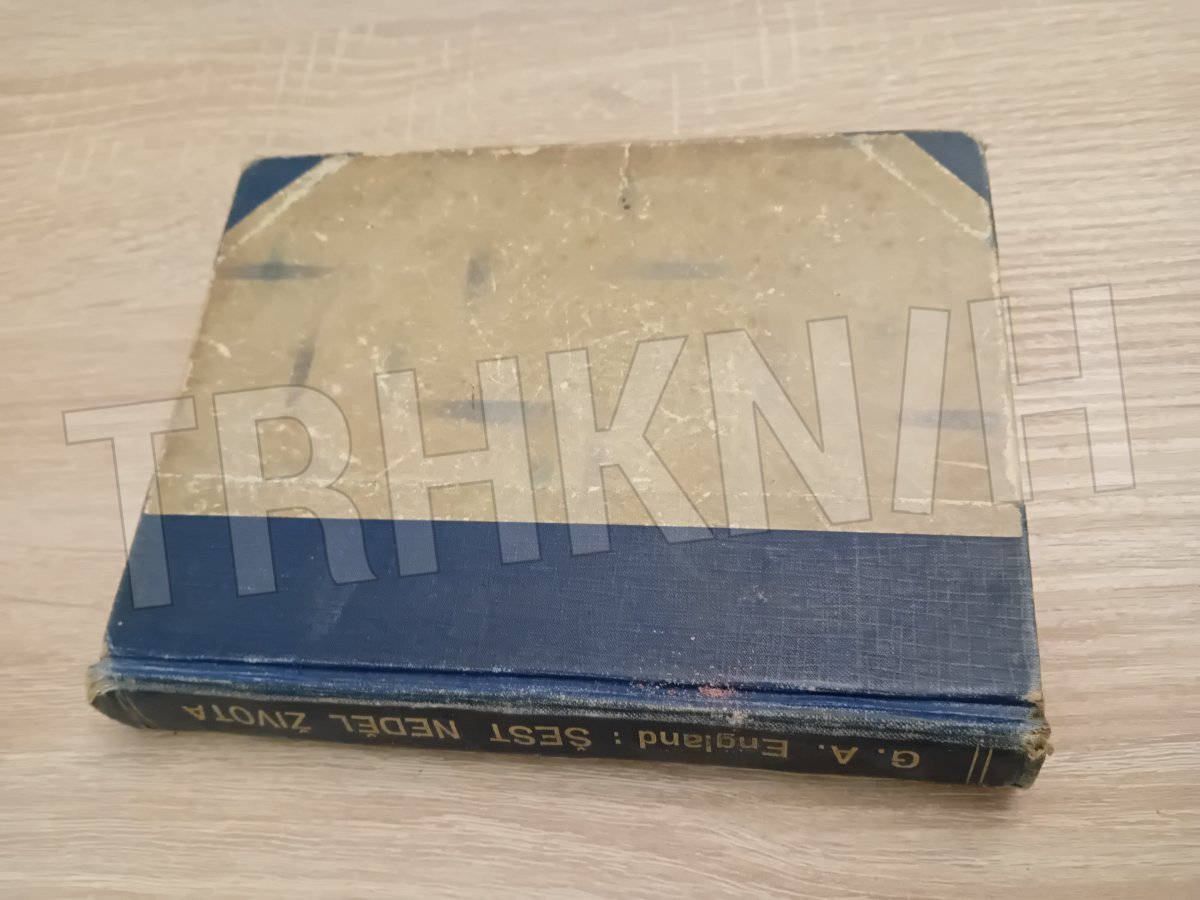 TRHKNIH
G. A. England : ŠEST NEDĚL ŽIVOTA